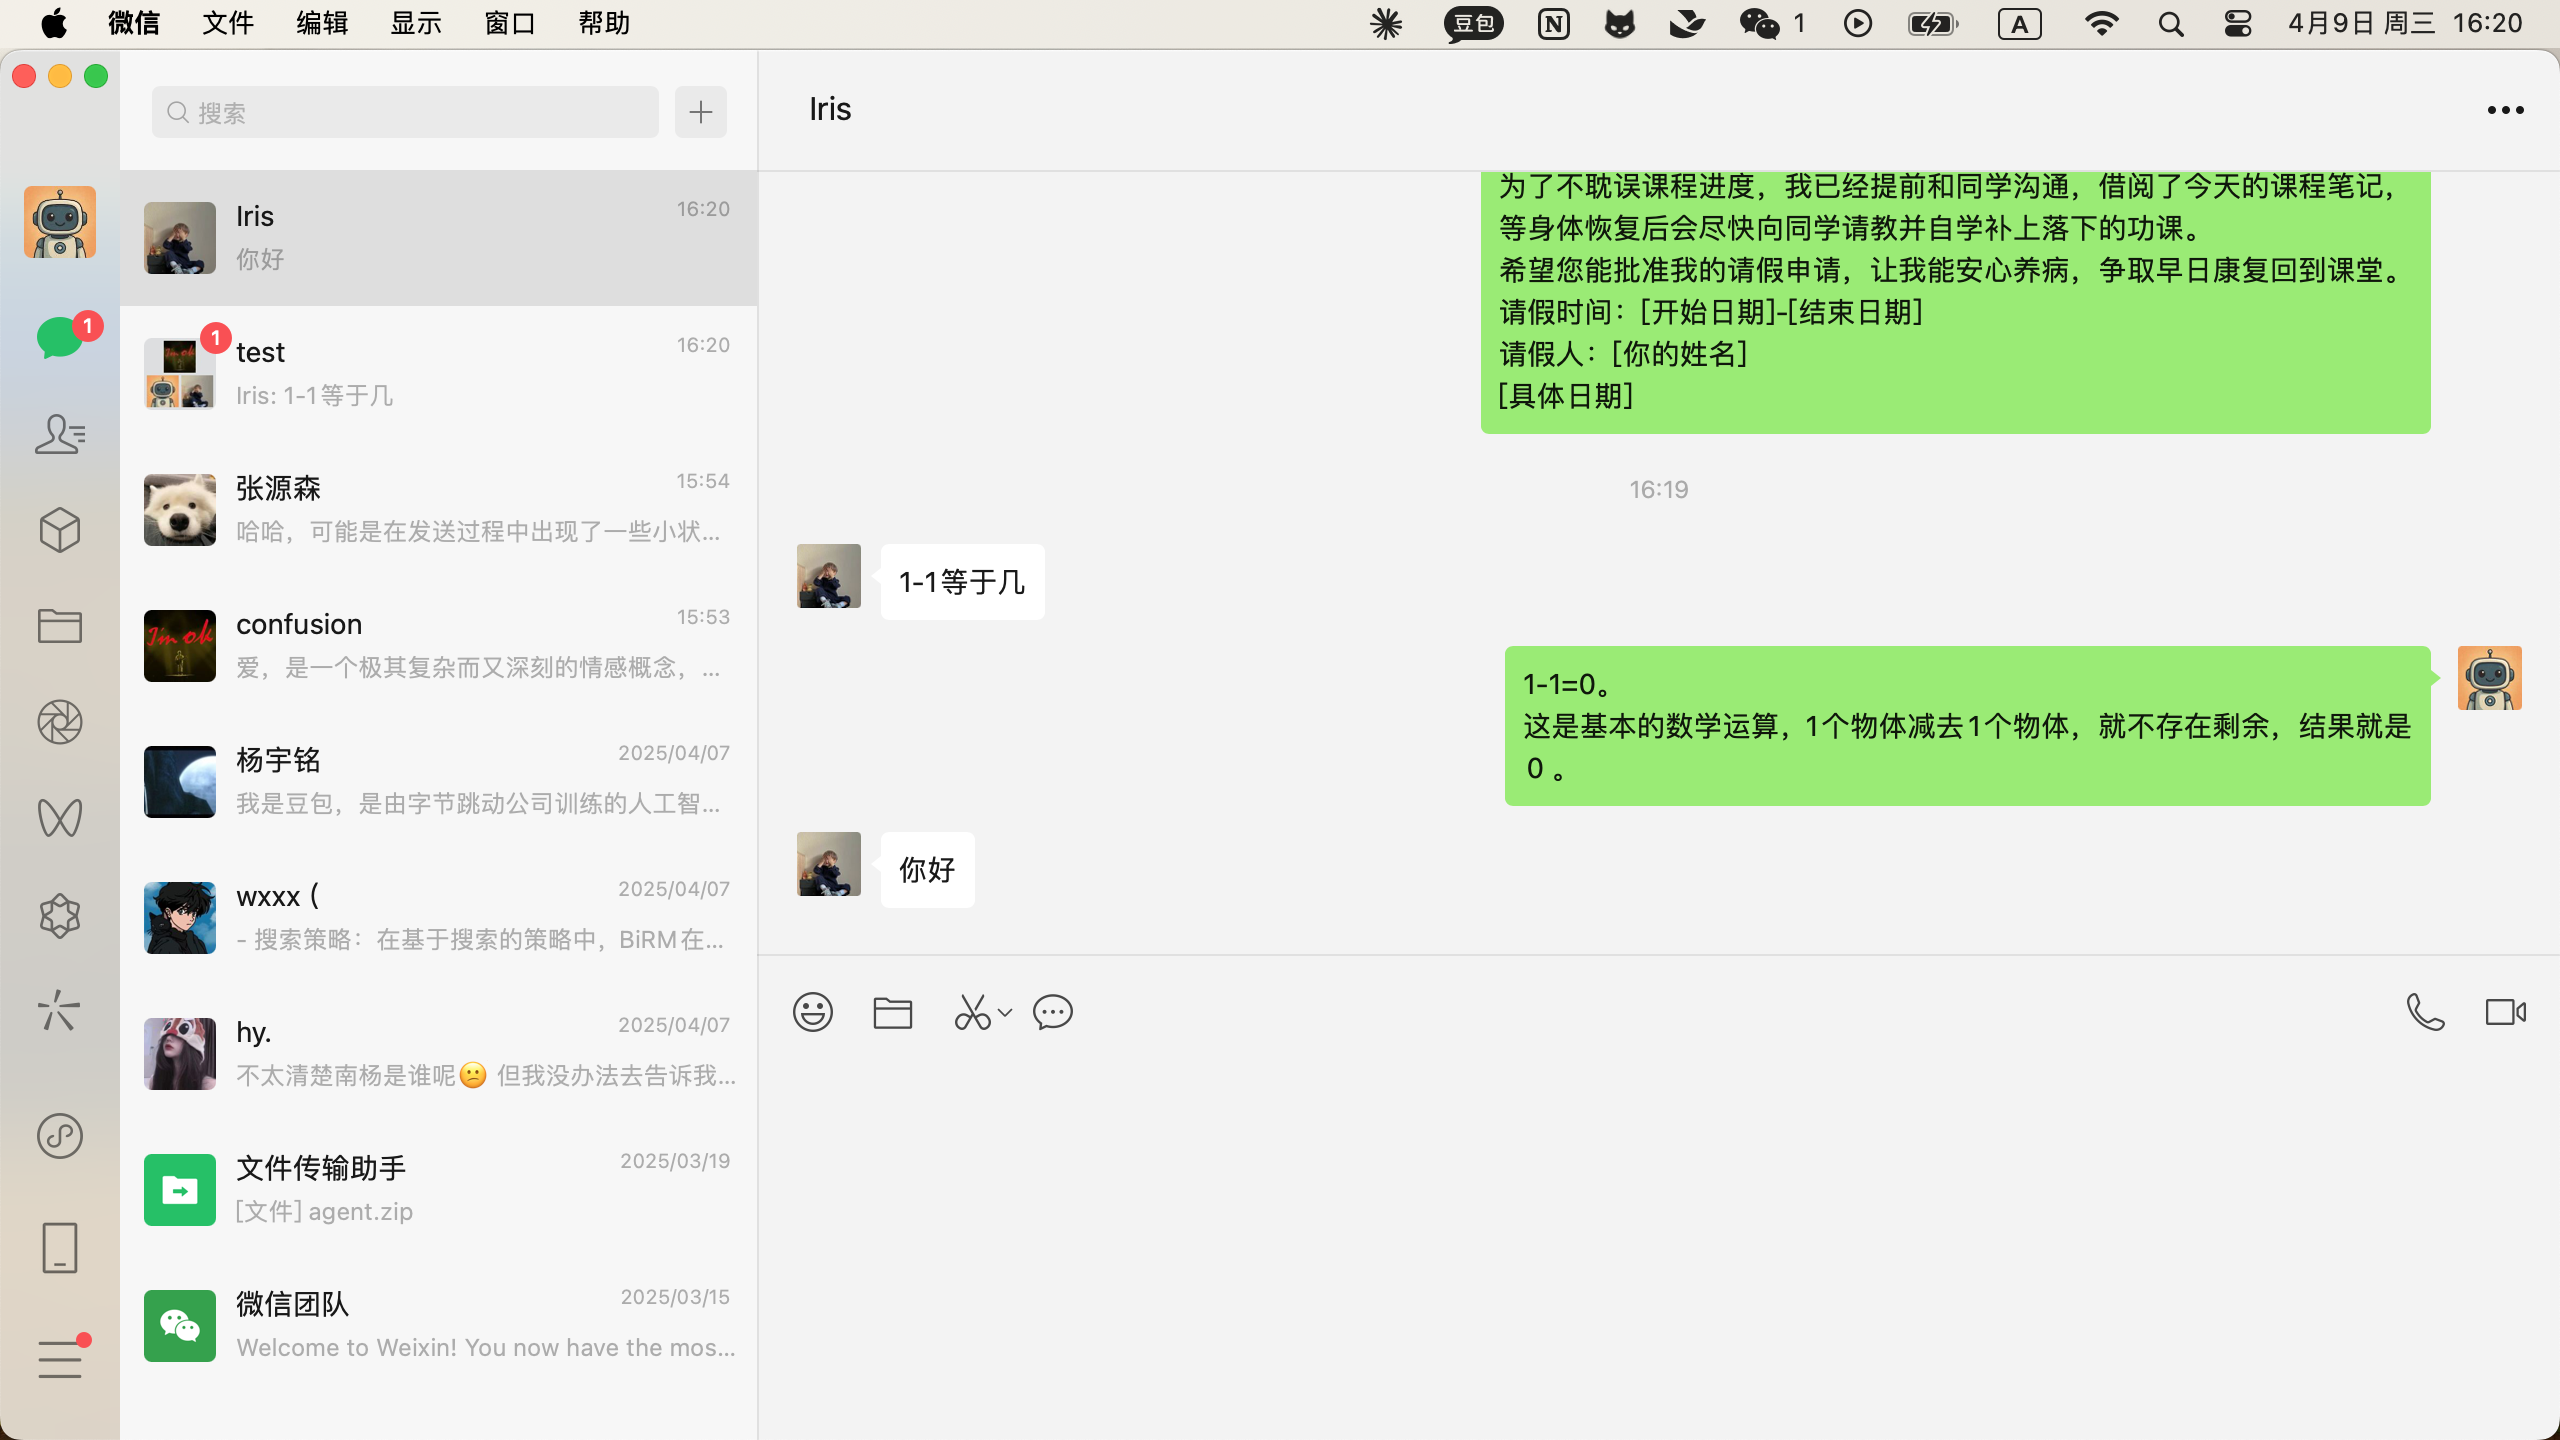 微信 文件 编辑 显示 窗口 帮助 豆包 N 1 A 4月9日 周三 16:20
搜索
Iris 16:20
你好
1
1
test 16:20
Iris: 1-1等于几
张源森 15:54
哈哈，可能是在发送过程中出现了一些小状...
I'm ok
confusion 15:53
爱，是一个极其复杂而又深刻的情感概念，...
杨宇铭 2025/04/07
我是豆包，是由字节跳动公司训练的人工智...
wxxx ( 2025/04/07
- 搜索策略：在基于搜索的策略中，BiRM在...
hy. 2025/04/07
不太清楚南杨是谁呢😕 但我没办法去告诉我...
文件传输助手 2025/03/19
[文件] agent.zip
微信团队 2025/03/15
Welcome to Weixin! You now have the mos...
Iris
为了不耽误课程进度，我已经提前和同学沟通，借阅了今天的课程笔记，
等身体恢复后会尽快向同学请教并自学补上落下的功课。
希望您能批准我的请假申请，让我能安心养病，争取早日康复回到课堂。
请假时间：[开始日期]-[结束日期]
请假人：[你的姓名]
[具体日期]
16:19
1-1等于几
1-1=0。
这是基本的数学运算，1个物体减去1个物体，就不存在剩余，结果就是
0 。
你好